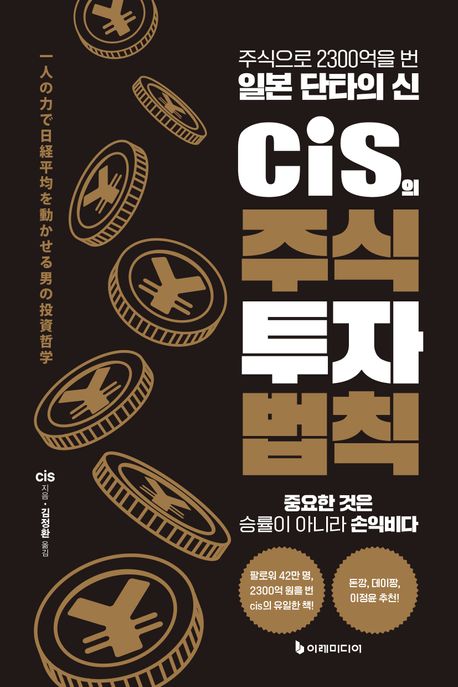 주식으로 2300억을 번
일본 단타의 신
cis의
주식
투자
법칙
一人の力で日経平均を動かせる男の投資哲学
cis 지음 · 김정환 옮김
중요한 것은
승률이 아니라 손익비다
팔로워 42만 명,
2300억 원을 번
cis의 유일한 책!
돈깡, 데이짱,
이정윤 추천!
이레미디어